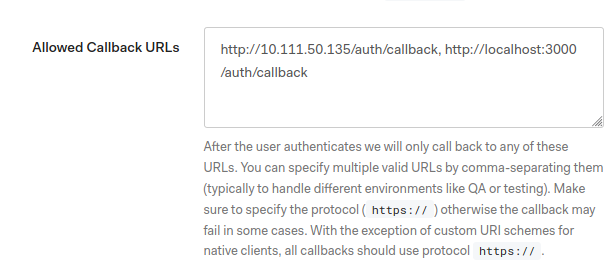 Allowed Callback URLs
http://10.111.50.135/auth/callback, http://localhost:3000
/auth/callback
After the user authenticates we will only call back to any of these
URLs. You can specify multiple valid URLs by comma-separating them
(typically to handle different environments like QA or testing). Make
sure to specify the protocol ( https:// ) otherwise the callback may
fail in some cases. With the exception of custom URI schemes for
native clients, all callbacks should use protocol https:// .